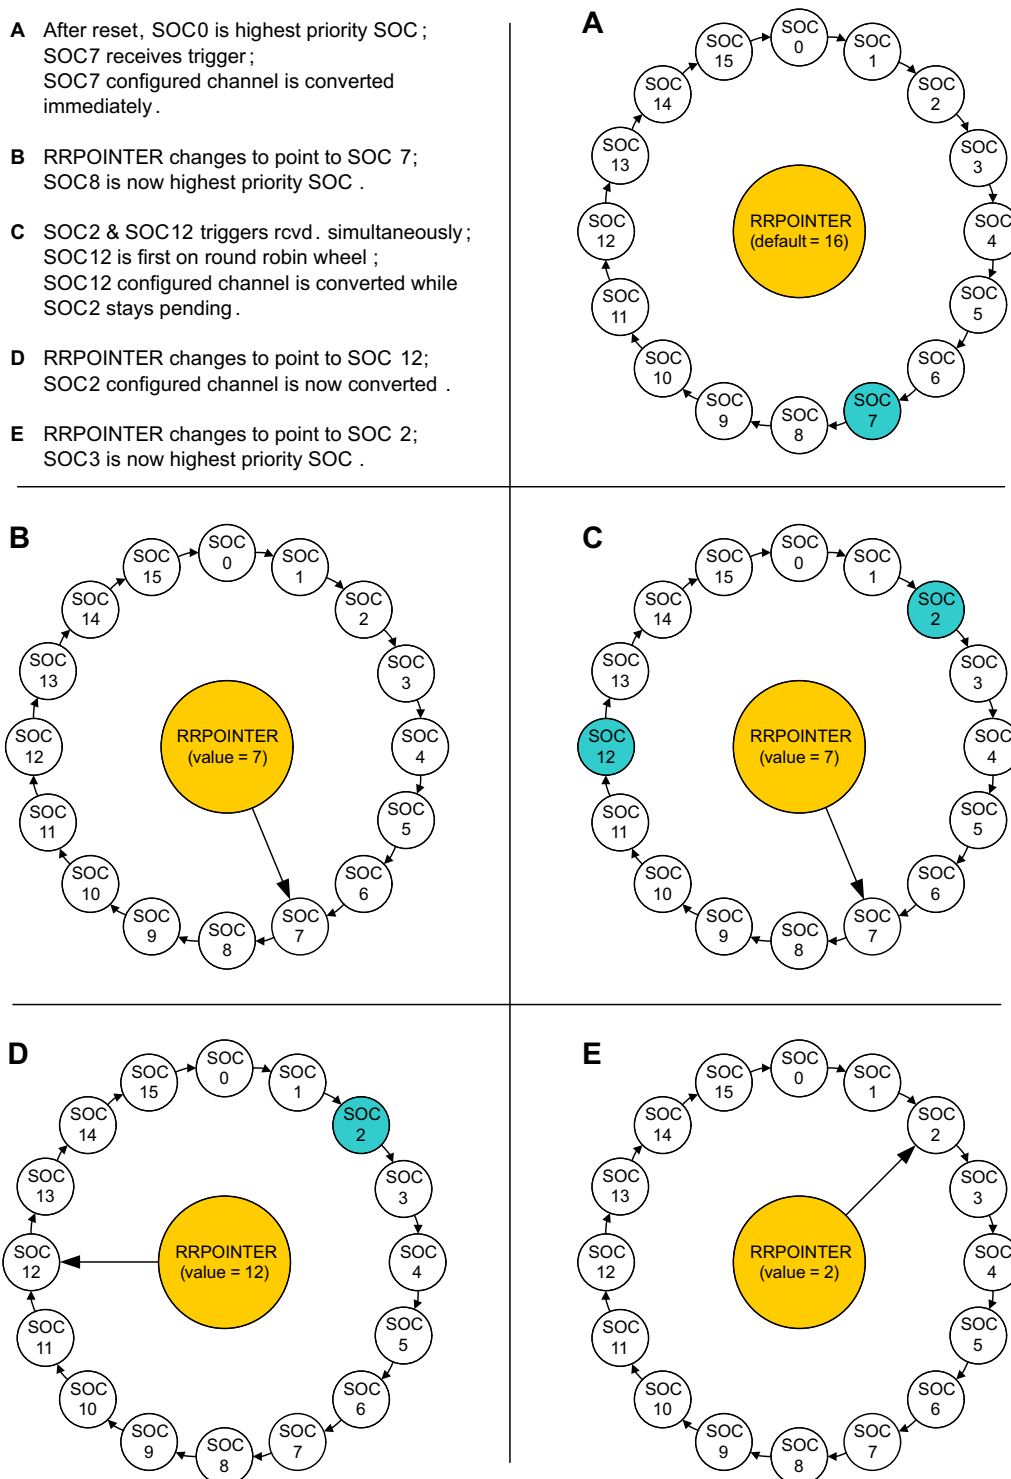 A After reset, SOC0 is highest priority SOC;
SOC7 receives trigger;
SOC7 configured channel is converted
immediately.
B RRPOINTER changes to point to SOC 7;
SOC8 is now highest priority SOC .
C SOC2 & SOC12 triggers rcvd. simultaneously;
SOC12 is first on round robin wheel;
SOC12 configured channel is converted while
SOC2 stays pending.
D RRPOINTER changes to point to SOC 12;
SOC2 configured channel is now converted .
E RRPOINTER changes to point to SOC 2;
SOC3 is now highest priority SOC .
A
SOC
0
SOC
1
SOC
2
SOC
3
SOC
4
SOC
5
SOC
6
SOC
7
SOC
8
SOC
9
SOC
10
SOC
11
SOC
12
SOC
13
SOC
14
SOC
15
RRPOINTER
(default = 16)
B
SOC
0
SOC
1
SOC
2
SOC
3
SOC
4
SOC
5
SOC
6
SOC
7
SOC
8
SOC
9
SOC
10
SOC
11
SOC
12
SOC
13
SOC
14
SOC
15
RRPOINTER
(value = 7)
C
SOC
0
SOC
1
SOC
2
SOC
3
SOC
4
SOC
5
SOC
6
SOC
7
SOC
8
SOC
9
SOC
10
SOC
11
SOC
12
SOC
13
SOC
14
SOC
15
RRPOINTER
(value = 7)
D
SOC
0
SOC
1
SOC
2
SOC
3
SOC
4
SOC
5
SOC
6
SOC
7
SOC
8
SOC
9
SOC
10
SOC
11
SOC
12
SOC
13
SOC
14
SOC
15
RRPOINTER
(value = 12)
E
SOC
0
SOC
1
SOC
2
SOC
3
SOC
4
SOC
5
SOC
6
SOC
7
SOC
8
SOC
9
SOC
10
SOC
11
SOC
12
SOC
13
SOC
14
SOC
15
RRPOINTER
(value = 2)